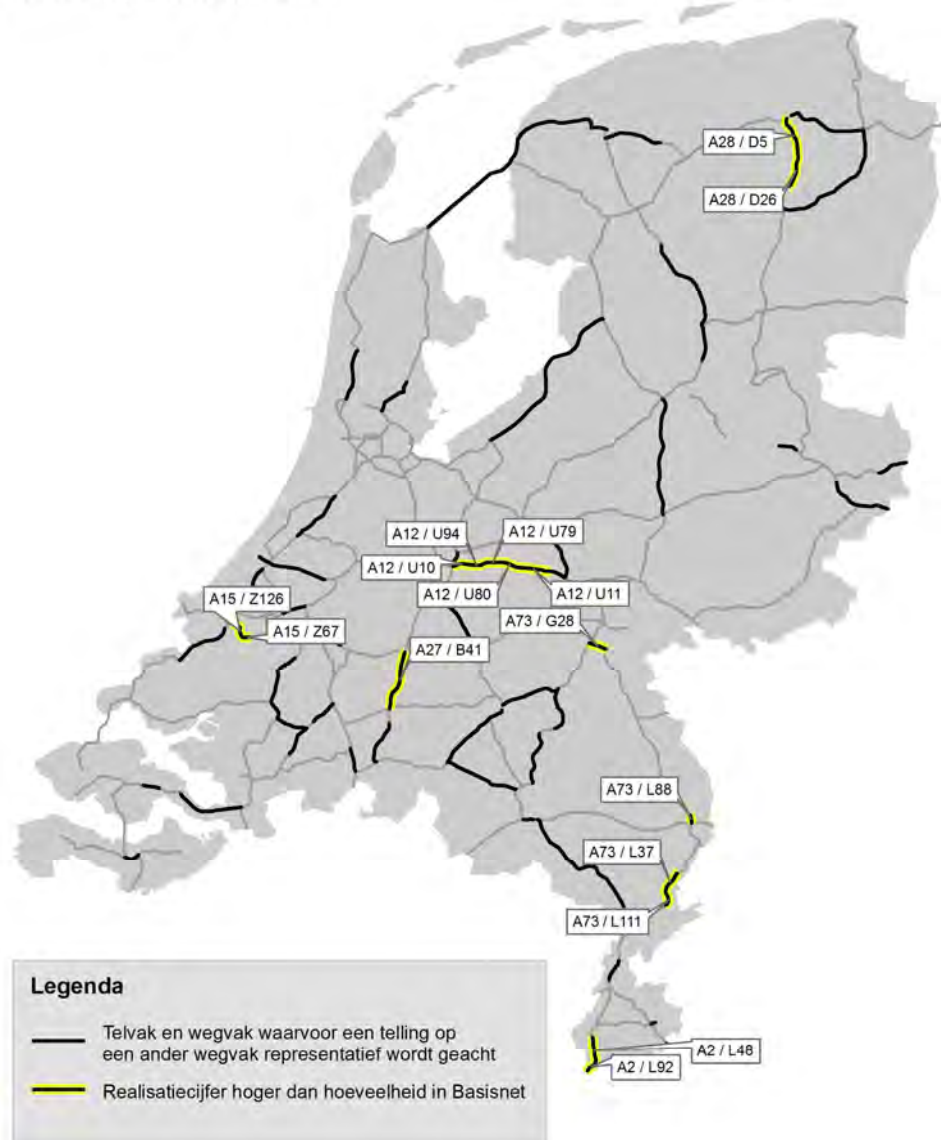 A28 / D5
A28 / D26
A12 / U94
A12 / U79
A12 / U10
A12 / U80
A12 / U11
A15 / Z126
A15 / Z67
A73 / G28
A27 / B41
A73 / L88
A73 / L37
A73 / L111
A2 / L48
A2 / L92
Legenda
Telvak en wegvak waarvoor een telling op
een ander wegvak representatief wordt geacht
Realisatiecijfer hoger dan hoeveelheid in Basisnet